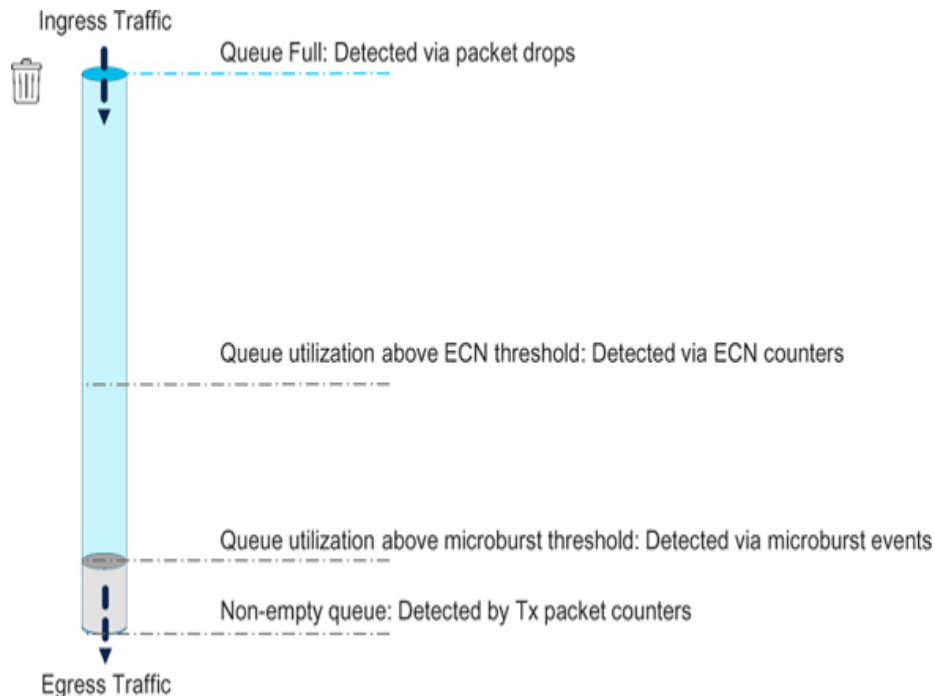 Ingress Traffic
Queue Full: Detected via packet drops
Queue utilization above ECN threshold: Detected via ECN counters
Queue utilization above microburst threshold: Detected via microburst events
Non-empty queue: Detected by Tx packet counters
Egress Traffic